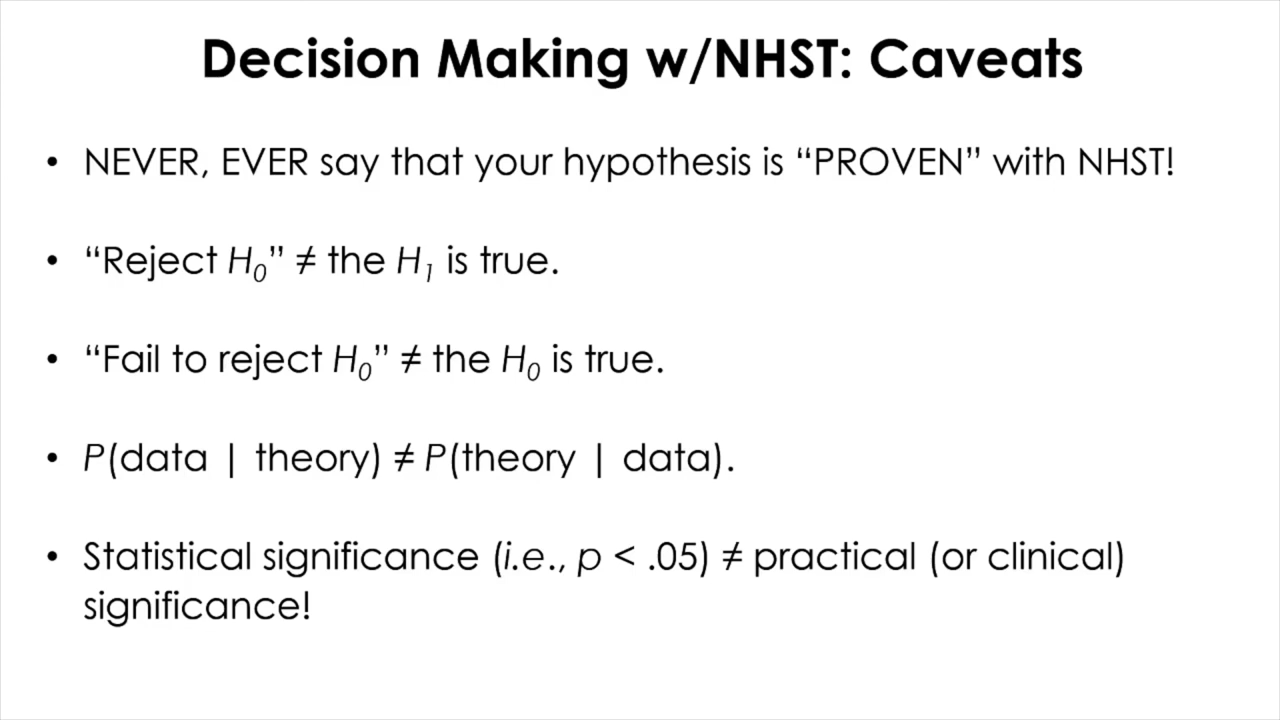 Decision Making w/NHST: Caveats
• NEVER, EVER say that your hypothesis is “PROVEN” with NHST!
• “Reject H₀” ≠ the H₁ is true.
• “Fail to reject H₀” ≠ the H₀ is true.
• P(data | theory) ≠ P(theory | data).
• Statistical significance (i.e., p < .05) ≠ practical (or clinical)
significance!